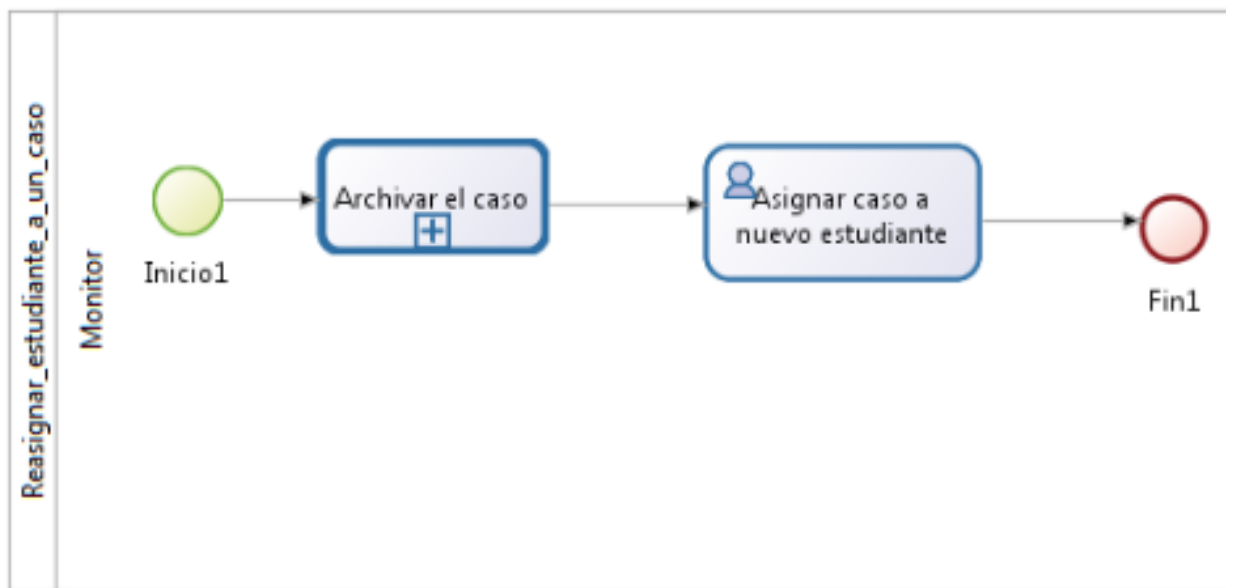 Reasignar_estudiante_a_un_caso
Monitor
Inicio1
Archivar el caso
Asignar caso a
nuevo estudiante
Fin1